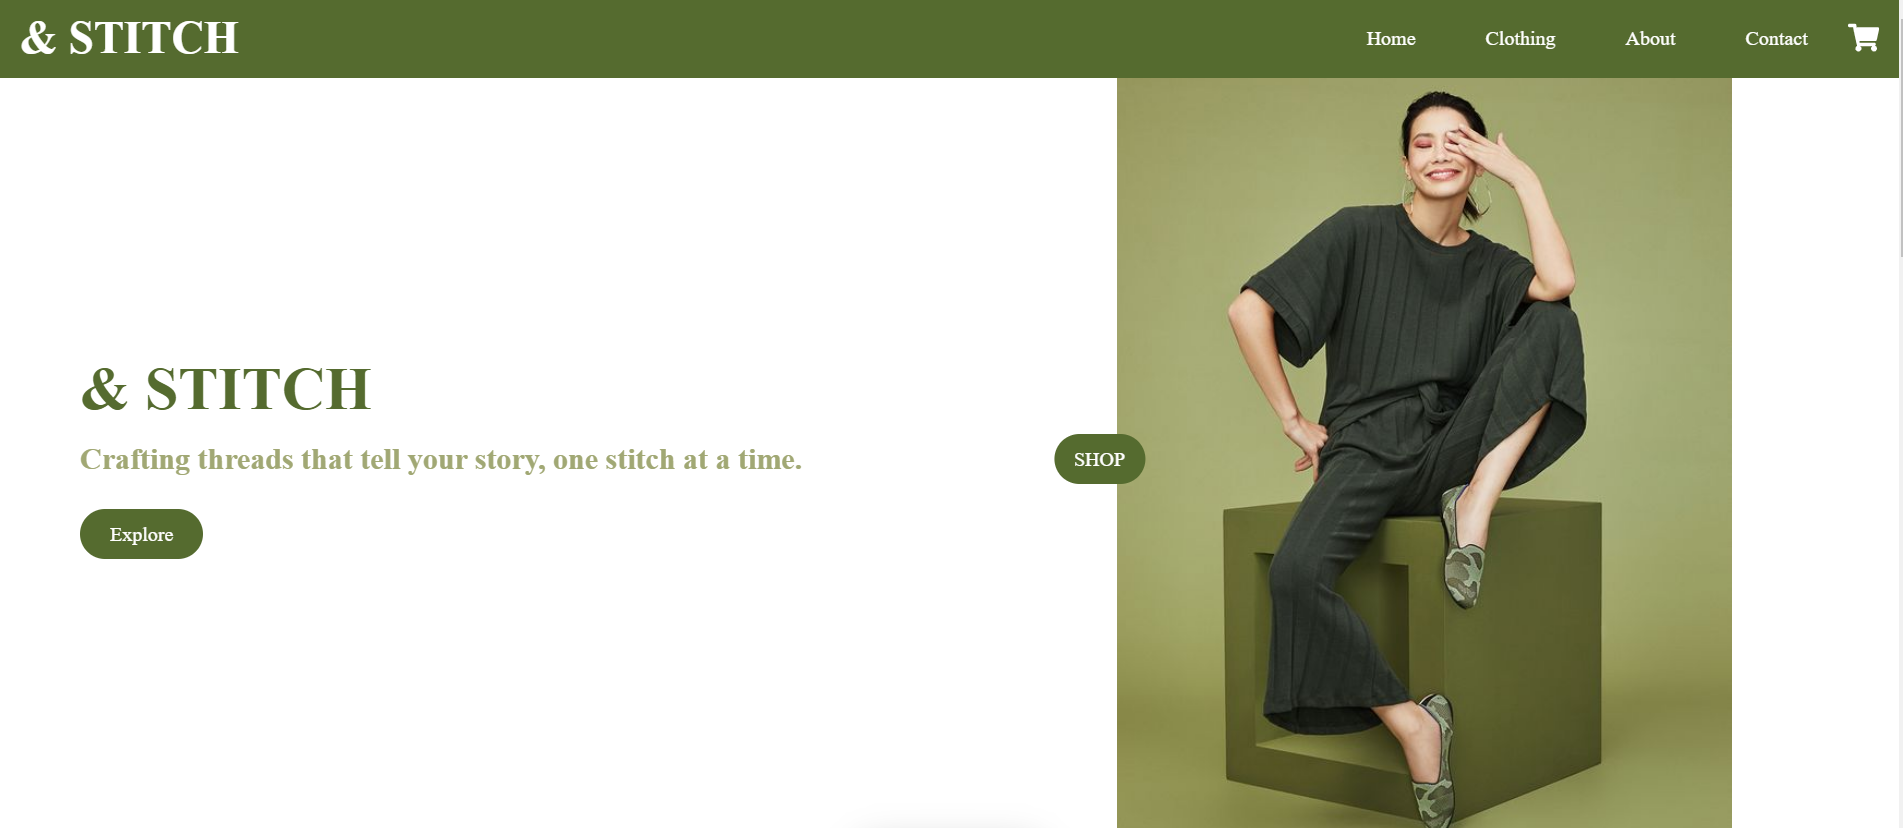 & STITCH
Home
Clothing
About
Contact
& STITCH
Crafting threads that tell your story, one stitch at a time.
SHOP
Explore